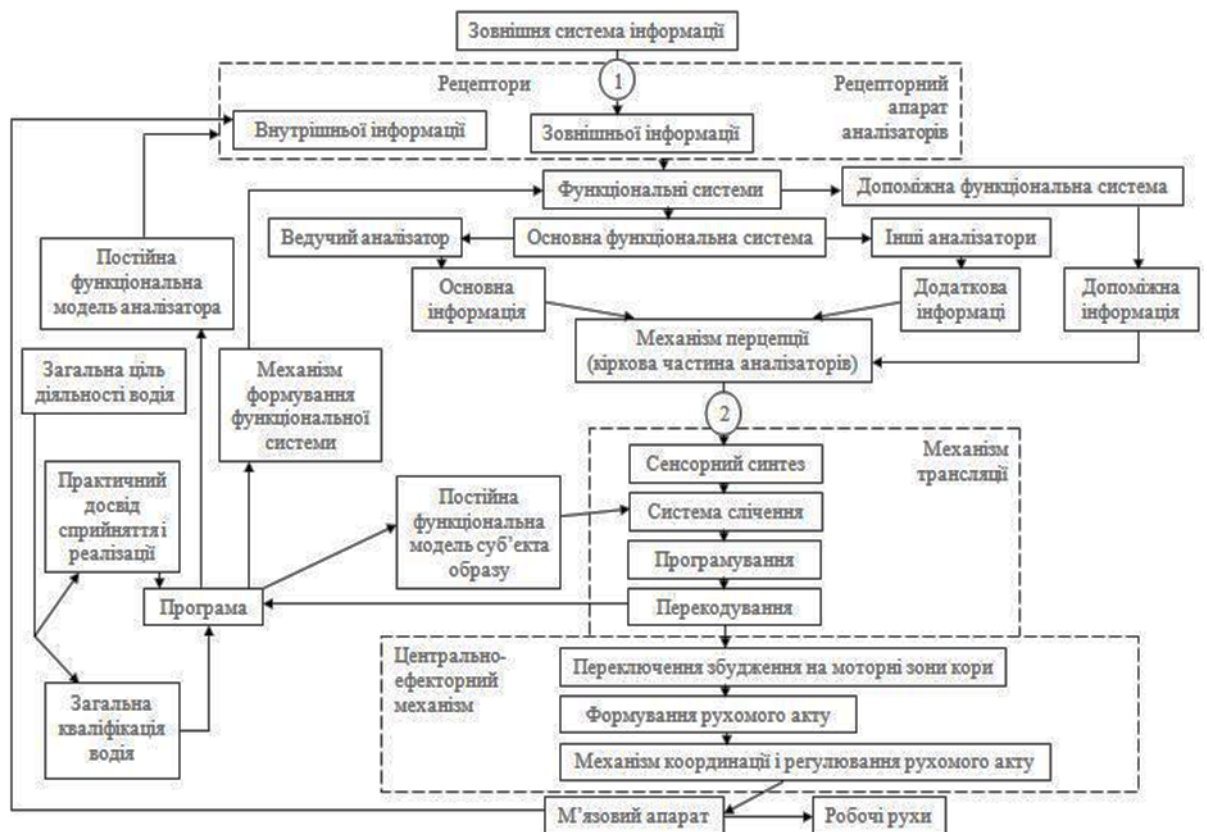 Зовнішня система інформації
1
Рецептори
Рецепторний
апарат
аналізаторів
Внутрішньої інформації
Зовнішньої інформації
Функціональні системи
Допоміжна функціональна система
Ведучий аналізатор
Основна функціональна система
Інші аналізатори
Постійна
функціональна
модель аналізатора
Основна
інформація
Додаткова
інформаці
Допоміжна
інформація
Механізм перцепції
(кіркова частина аналізаторів)
Загальна ціль
діяльності водія
Механізм
формування
функціональної
системи
2
Механізм
трансляції
Сенсорний синтез
Практичний
досвід
сприйняття і
реалізації
Постійна
функціональна
модель суб’єкта
образу
Система слічення
Програмування
Програма
Перекодування
Центрально-
ефекторний
механізм
Переключення збудження на моторні зони кори
Загальна
кваліфікація
водія
Формування рухомого акту
Механізм координації і регулювання рухомого акту
М’язовий апарат
Робочі рухи